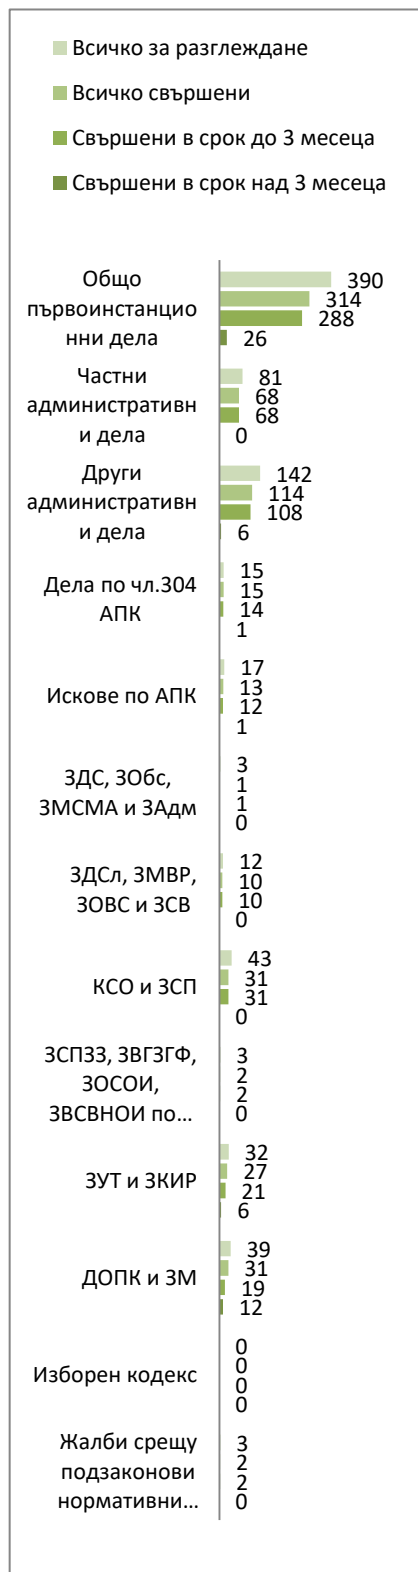 Всичко за разглеждане
Всичко свършени
Свършени в срок до 3 месеца
Свършени в срок над 3 месеца
Общо
първоинстанцио
нни дела
390
314
288
26
Частни
административн
и дела
81
68
68
0
Други
административн
и дела
142
114
108
6
Дела по чл.304
АПК
15
15
14
1
Искове по АПК
17
13
12
1
ЗДС, ЗОбс,
ЗМСМА и ЗАдм
3
1
1
0
ЗДСл, ЗМВР,
ЗОВС и ЗСВ
12
10
10
0
КСО и ЗСП
43
31
31
0
ЗСПЗЗ, ЗВГЗГФ,
ЗОСОИ,
ЗВСВНОИ по...
3
2
2
0
ЗУТ и ЗКИР
32
27
21
6
ДОПК и ЗМ
39
31
19
12
Изборен кодекс
0
0
0
0
Жалби срещу
подзаконови
нормативни...
3
2
2
0